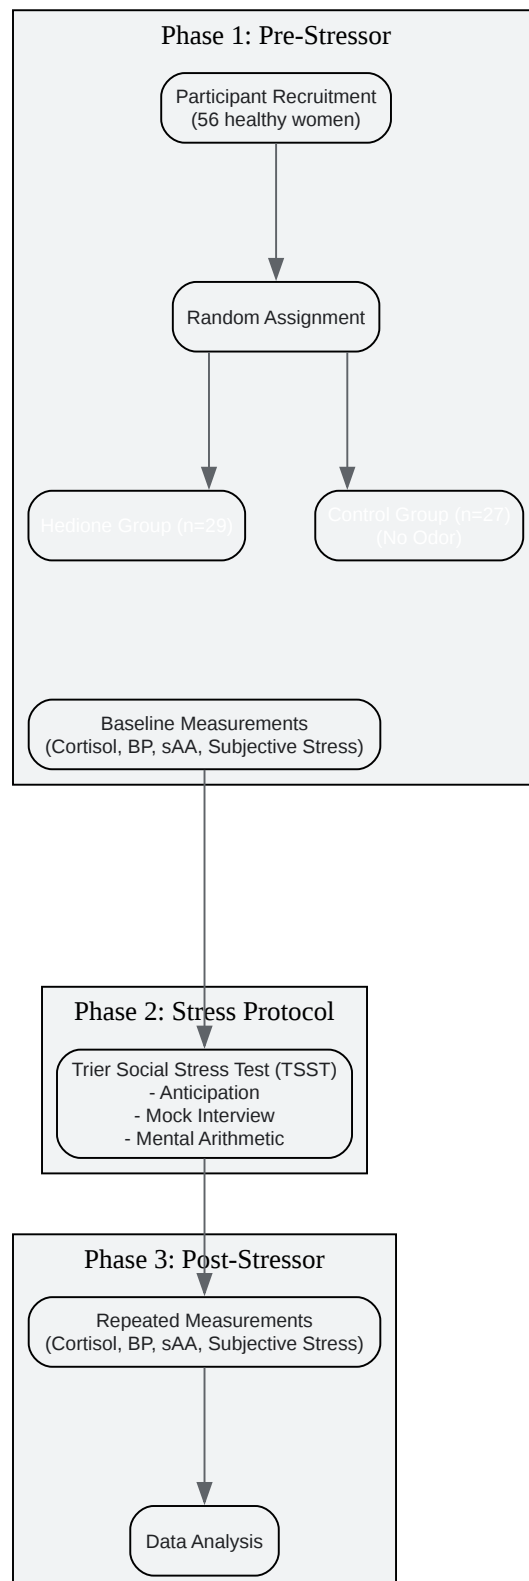 Phase 1: Pre-Stressor
Participant Recruitment
(56 healthy women)
Random Assignment
Hedione Group (n=29)
Control Group (n=27)
(No Odor)
Baseline Measurements
(Cortisol, BP, sAA, Subjective Stress)
Phase 2: Stress Protocol
Trier Social Stress Test (TSST)
- Anticipation
- Mock Interview
- Mental Arithmetic
Phase 3: Post-Stressor
Repeated Measurements
(Cortisol, BP, sAA, Subjective Stress)
Data Analysis